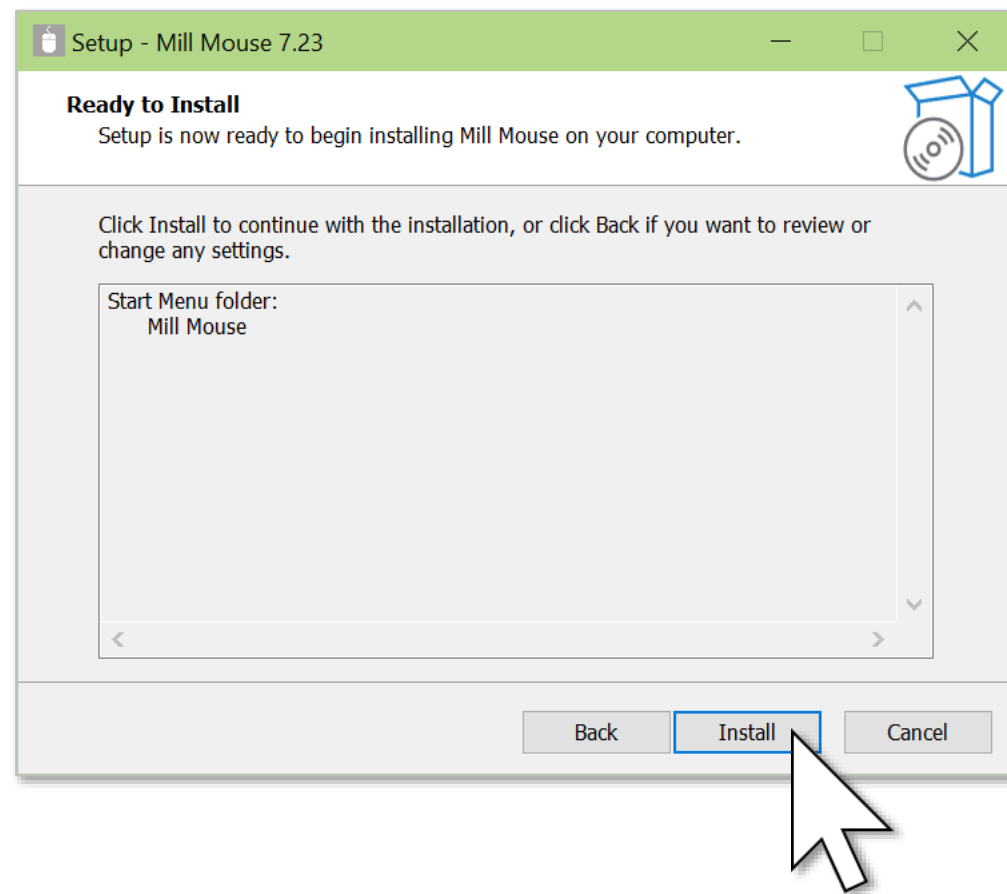 Setup - Mill Mouse 7.23
Ready to Install
Setup is now ready to begin installing Mill Mouse on your computer.
Click Install to continue with the installation, or click Back if you want to review or
change any settings.
Start Menu folder:
Mill Mouse
Back
Install
Cancel